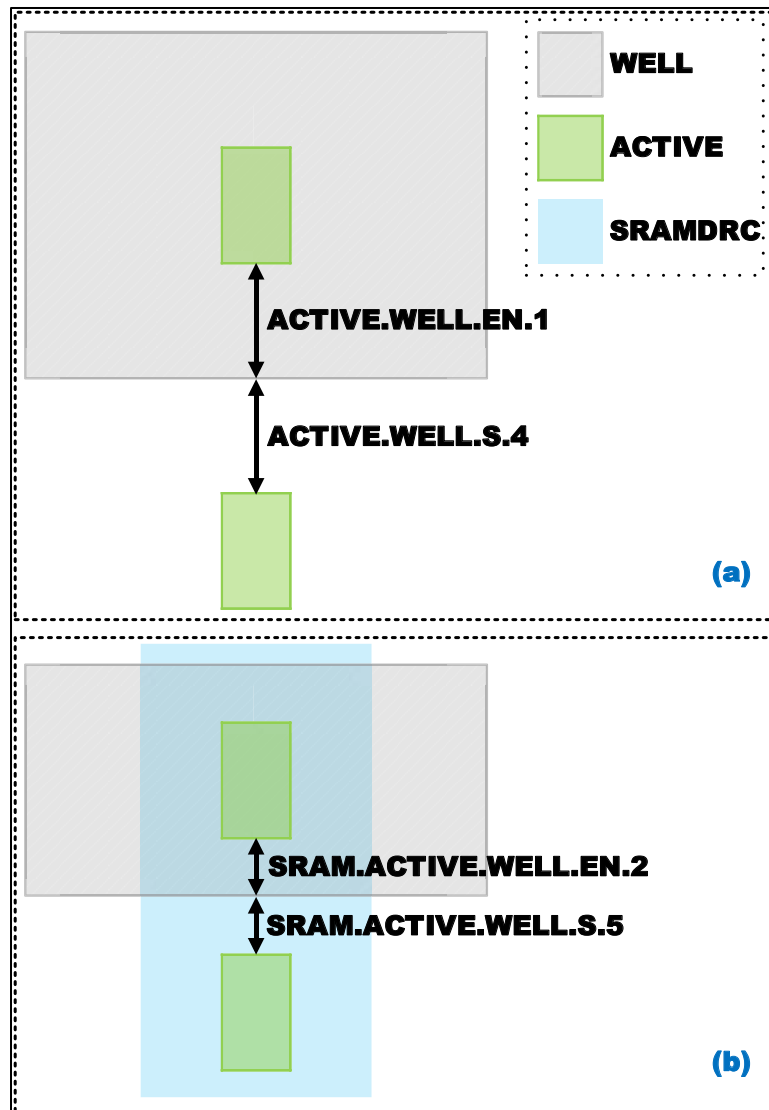 WELL
ACTIVE
SRAMDRC
ACTIVE.WELL.EN.1
ACTIVE.WELL.S.4
(a)
SRAM.ACTIVE.WELL.EN.2
SRAM.ACTIVE.WELL.S.5
(b)